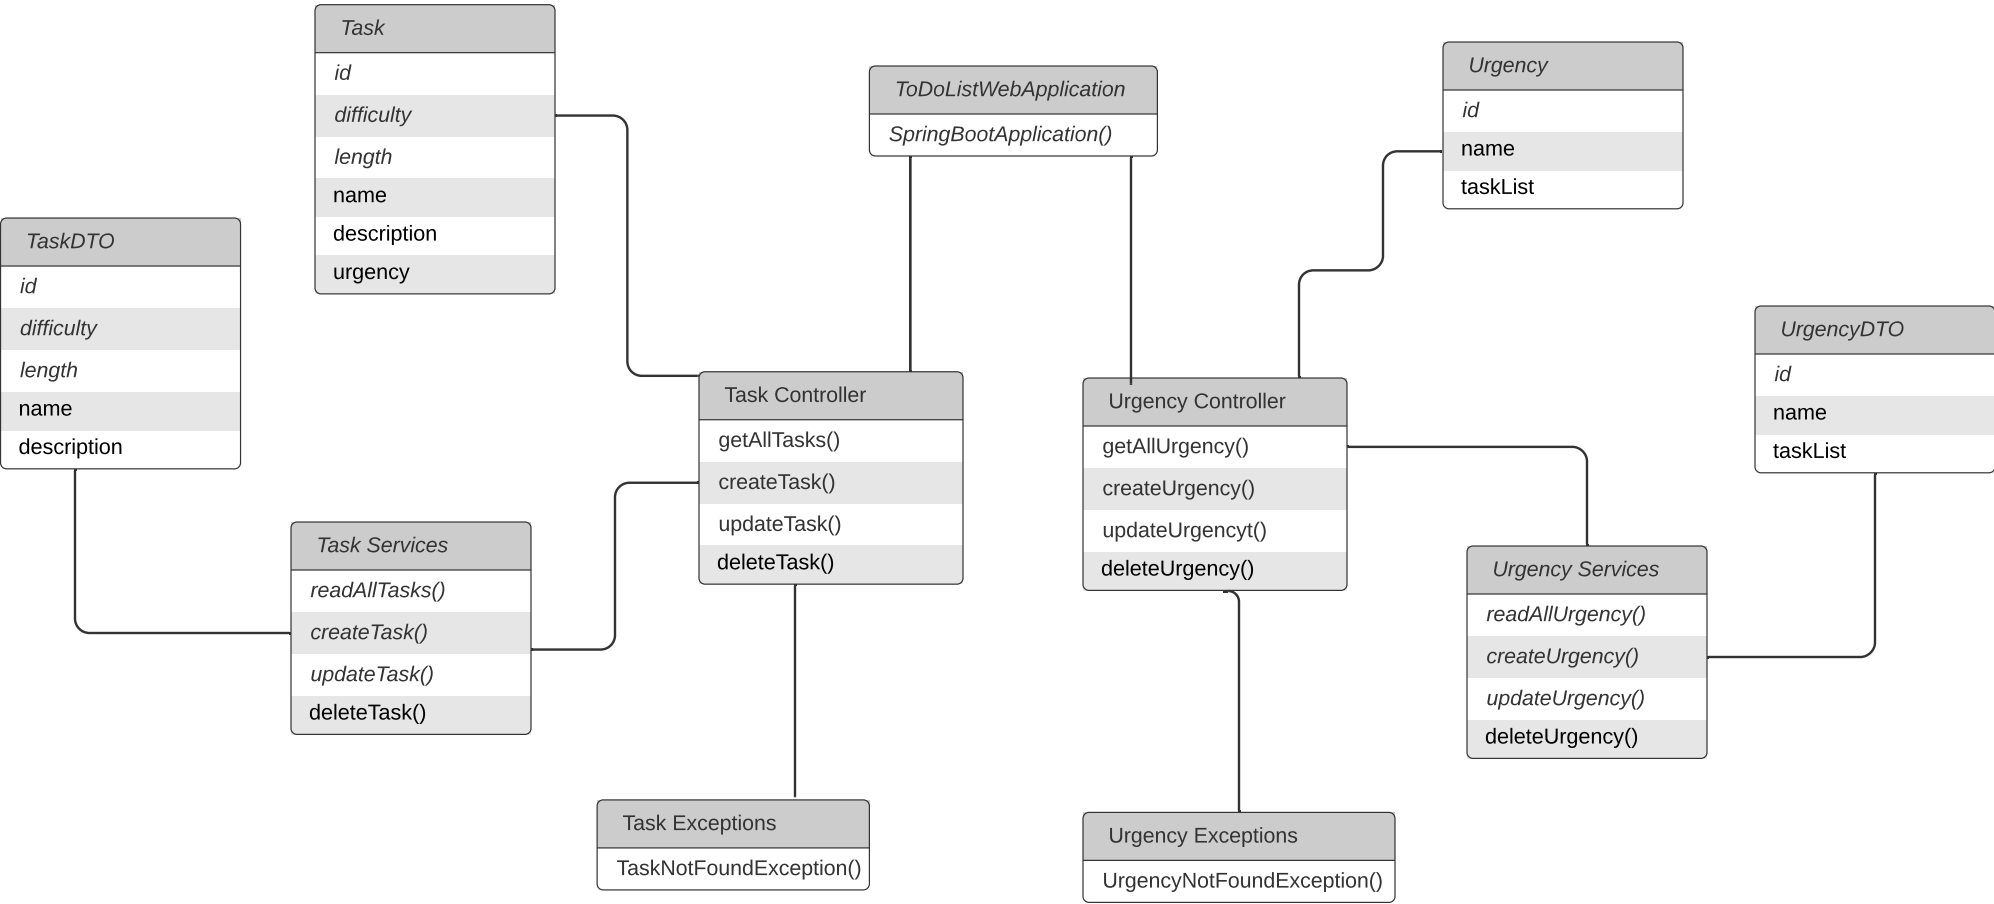 Task
id
difficulty
length
name
description
urgency
ToDoListWebApplication
SpringBootApplication()
Urgency
id
name
taskList
TaskDTO
id
difficulty
length
name
description
UrgencyDTO
id
name
taskList
Task Controller
getAllTasks()
createTask()
updateTask()
deleteTask()
Urgency Controller
getAllUrgency()
createUrgency()
updateUrgencyt()
deleteUrgency()
Task Services
readAllTasks()
createTask()
updateTask()
deleteTask()
Urgency Services
readAllUrgency()
createUrgency()
updateUrgency()
deleteUrgency()
Task Exceptions
TaskNotFoundException()
Urgency Exceptions
UrgencyNotFoundException()